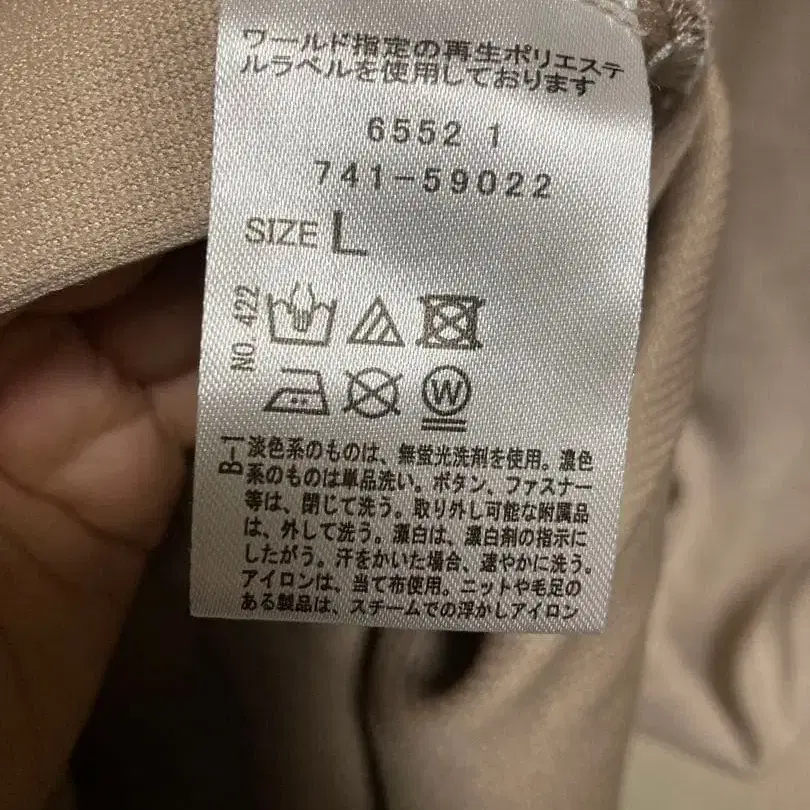 ワールド指定の再生ポリエステ
ルラベルを使用しております
6552 1
741-59022
SIZE L
NO. 422
W
B-1
淡色系のものは、無蛍光洗剤を使用。濃色
系のものは単品洗い。ボタン、ファスナー
等は、閉じて洗う。取り外し可能な附属品
は、外して洗う。漂白は、漂白剤の指示に
したがう。汗をかいた場合、速やかに洗う。
アイロンは、当て布使用。ニットや毛足の
ある製品は、スチームでの浮かしアイロン